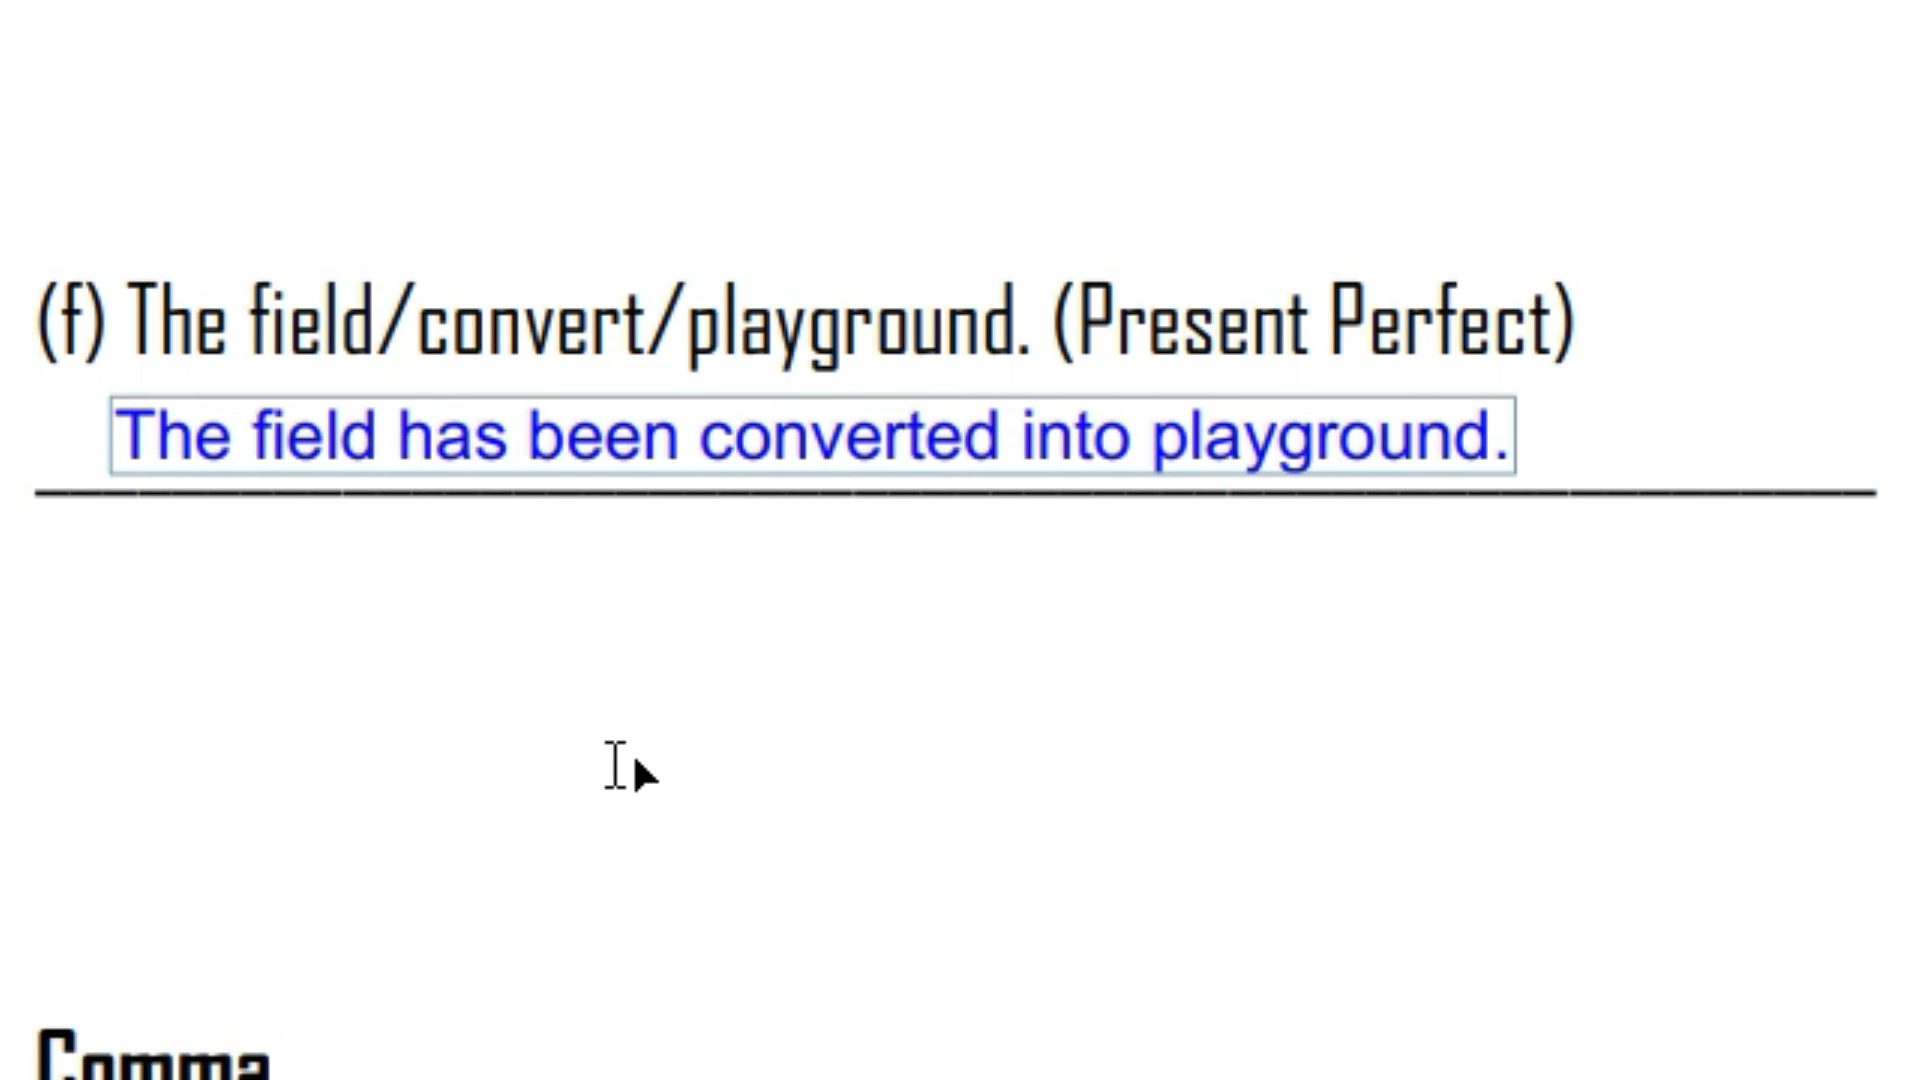 (f) The field/convert/playground. (Present Perfect)
The field has been converted into playground.
Comma